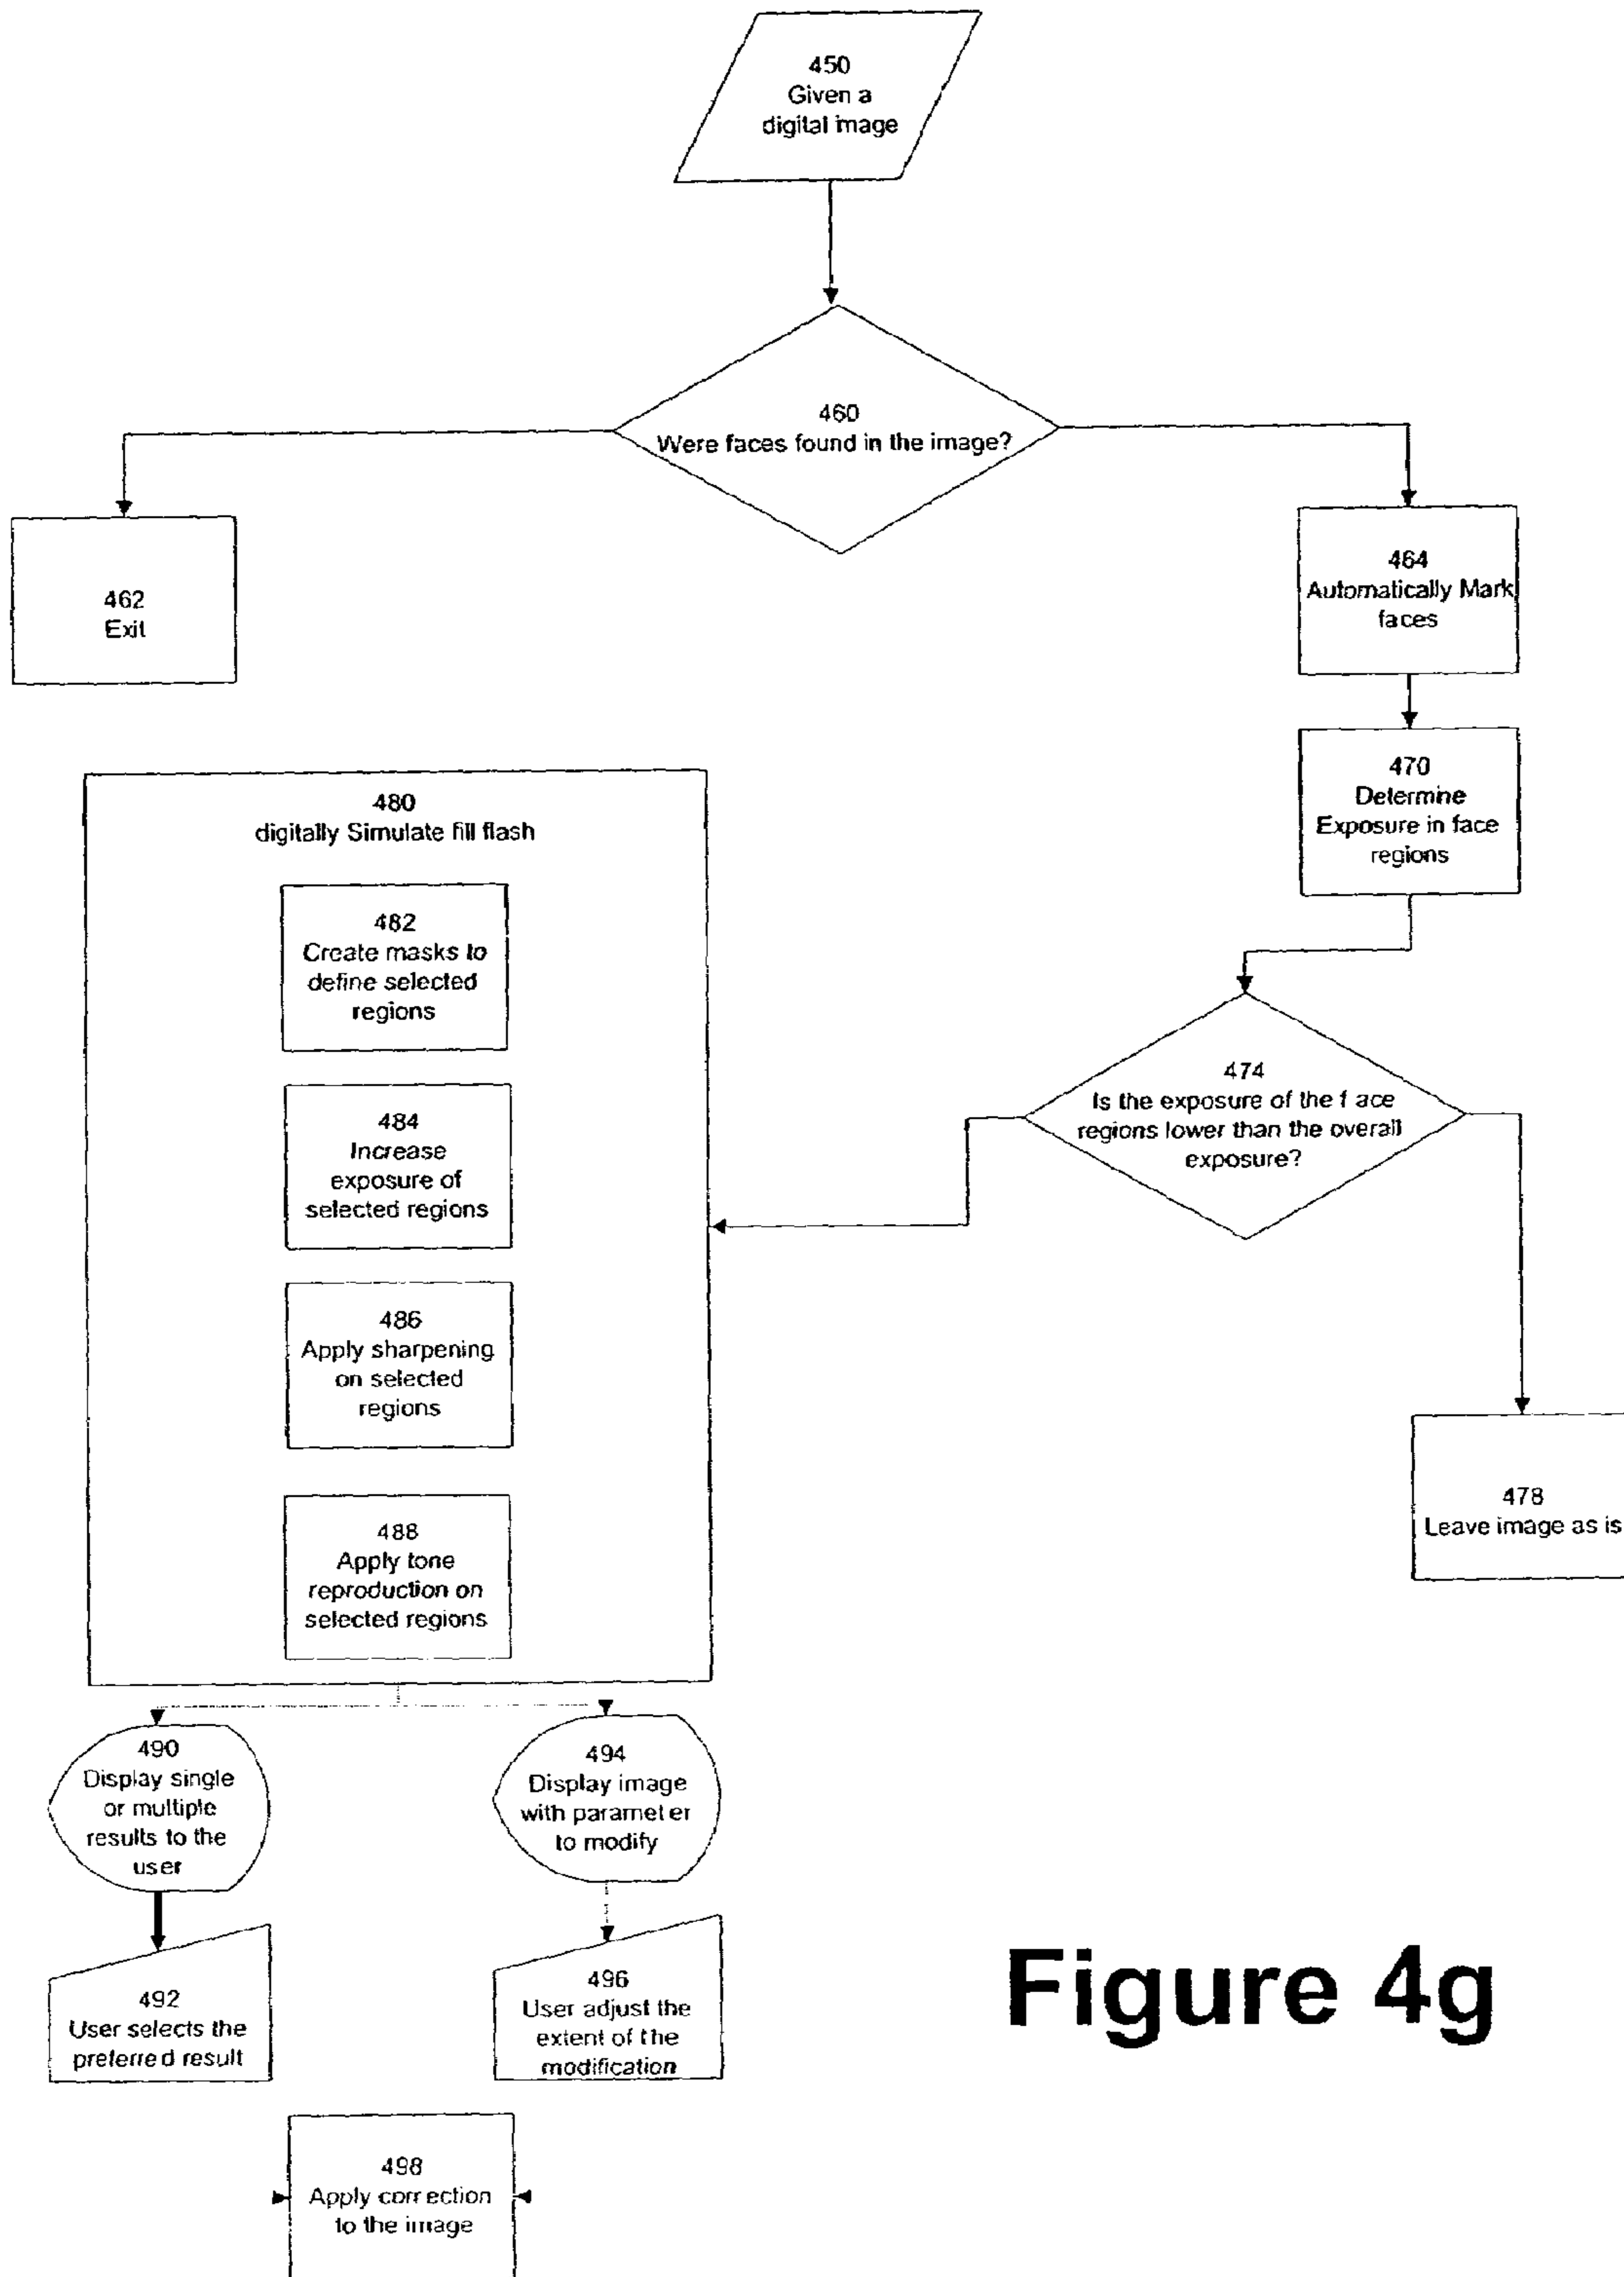 450
Given a
digital image
460
Were faces found in the image?
462
Exit
464
Automatically Mark
faces
470
Determine
Exposure in face
regions
474
Is the exposure of the f ace
regions lower than the overall
exposure?
478
Leave image as is
480
digitally Simulate fill flash
482
Create masks to
define selected
regions
484
Increase
exposure of
selected regions
486
Apply sharpening
on selected
regions
488
Apply tone
reproduction on
selected regions
490
Display single
or multiple
results to the
user
494
Display image
with parameter
to modify
492
User selects the
preferred result
496
User adjust the
extent of the
modification
498
Apply correction
to the image
Figure 4g